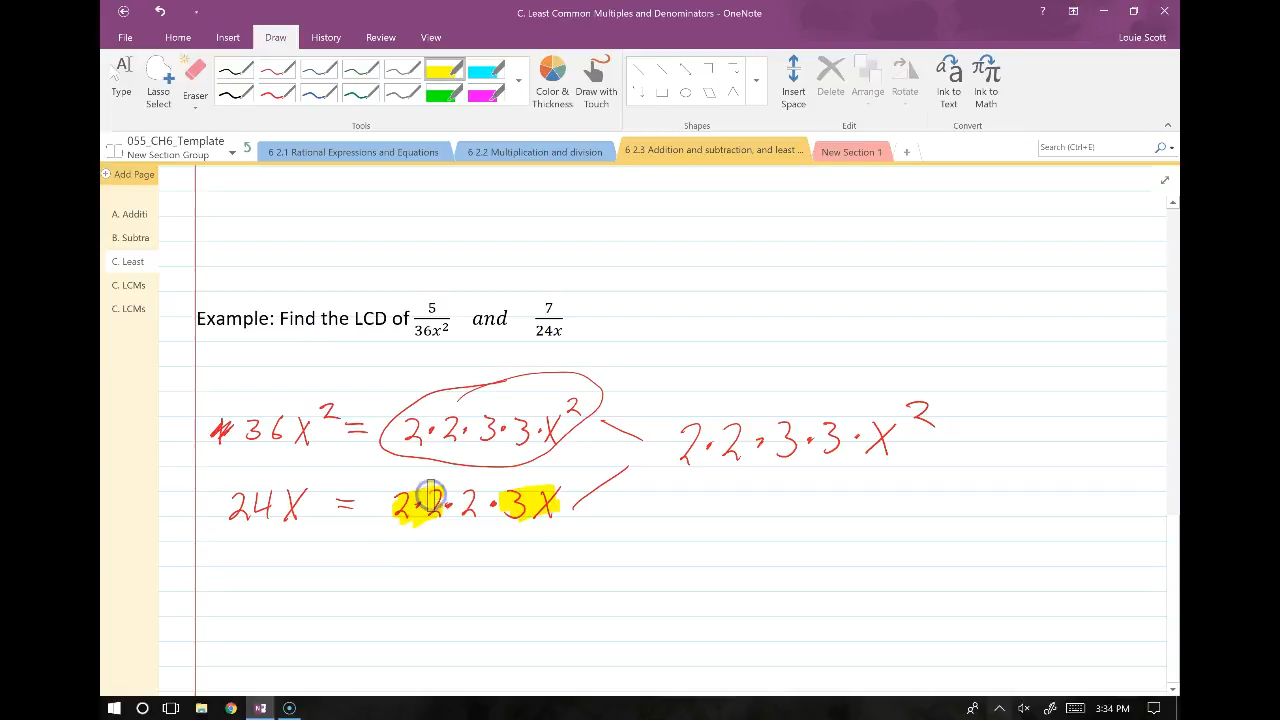 C. Least Common Multiples and Denominators - OneNote
File Home Insert Draw History Review View Louie Scott
Type Lasso Select Eraser Color & Thickness Draw with Touch Insert Space Delete Arrange Rotate Ink to Text Ink to Math
Tools Shapes Edit Convert
055_CH6_Template
New Section Group
6 2.1 Rational Expressions and Equations 6 2.2 Multiplication and division 6 2.3 Addition and subtraction, and least ... New Section 1 + Search (Ctrl+E)
Add Page
A. Additi
B. Subtra
C. Least
C. LCMs
C. LCMs
Example: Find the LCD of 5/36x² and 7/24x
36x² = 2·2·3·3·x² 2·2·3·3·x²
24x = 2·2·2·3x
3:34 PM